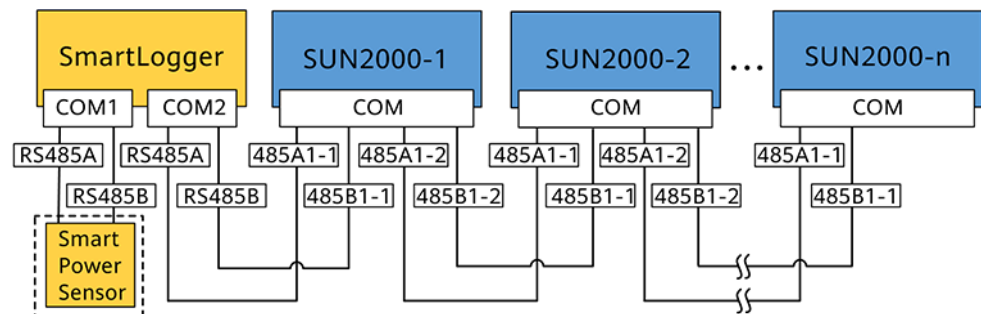 SmartLogger
SUN2000-1
SUN2000-2
...
SUN2000-n
COM1
COM2
COM
COM
COM
RS485A
RS485A
485A1-1
485A1-2
485A1-1
485A1-2
485A1-1
RS485B
RS485B
485B1-1
485B1-2
485B1-1
485B1-2
485B1-1
Smart
Power
Sensor